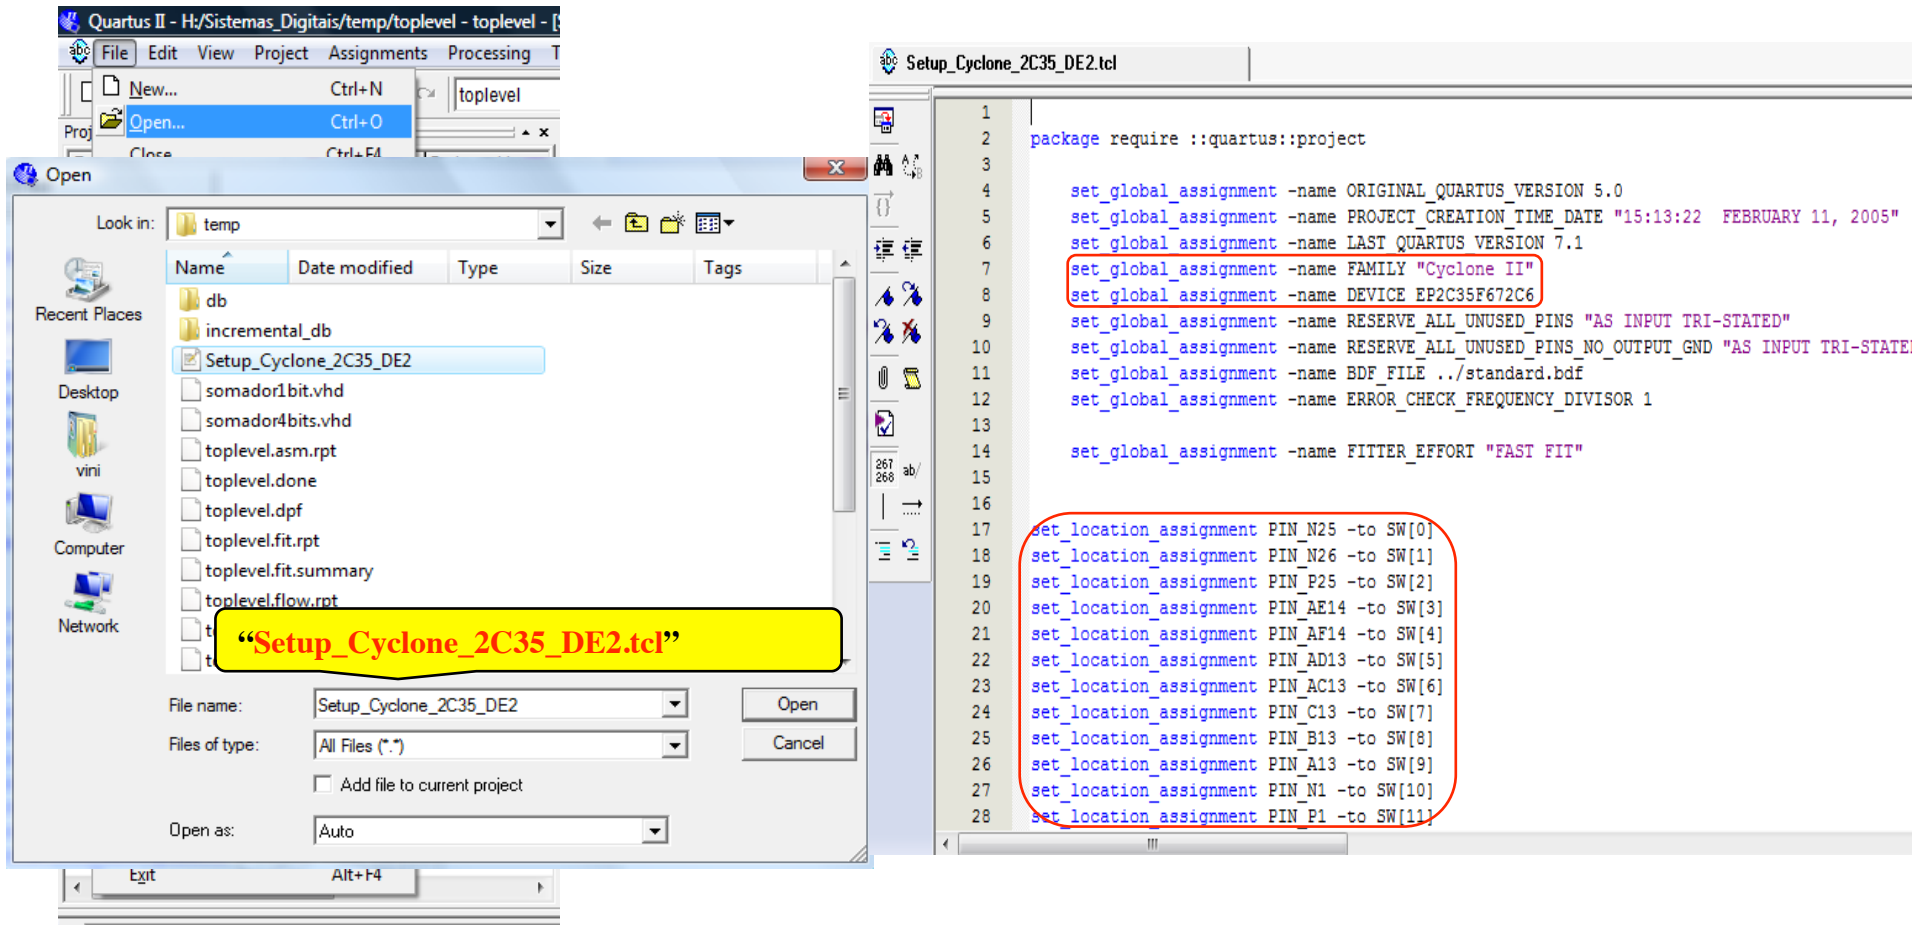 Quartus II - H:/Sistemas_Digitais/temp/toplevel - toplevel - [
File Edit View Project Assignments Processing T
New... Ctrl+N
toplevel
Open... Ctrl+O
Proj
Close Ctrl+F4
Open
Look in: temp
Name Date modified Type Size Tags
Recent Places
Desktop
vini
Computer
Network
db
incremental_db
Setup_Cyclone_2C35_DE2
somador1bit.vhd
somador4bits.vhd
toplevel.asm.rpt
toplevel.done
toplevel.dpf
toplevel.fit.rpt
toplevel.fit.summary
toplevel.flow.rpt
“Setup_Cyclone_2C35_DE2.tcl”
File name: Setup_Cyclone_2C35_DE2 Open
Files of type: All Files (*.*) Cancel
Add file to current project
Open as: Auto
Exit Alt+F4
Setup_Cyclone_2C35_DE2.tcl
267
268 ab/
1
2 package require ::quartus::project
3
4 set_global_assignment -name ORIGINAL_QUARTUS_VERSION 5.0
5 set_global_assignment -name PROJECT_CREATION_TIME_DATE "15:13:22 FEBRUARY 11, 2005"
6 set_global_assignment -name LAST_QUARTUS_VERSION 7.1
7 set_global_assignment -name FAMILY "Cyclone II"
8 set_global_assignment -name DEVICE EP2C35F672C6
9 set_global_assignment -name RESERVE_ALL_UNUSED_PINS "AS INPUT TRI-STATED"
10 set_global_assignment -name RESERVE_ALL_UNUSED_PINS_NO_OUTPUT_GND "AS INPUT TRI-STATE
11 set_global_assignment -name BDF_FILE ../standard.bdf
12 set_global_assignment -name ERROR_CHECK_FREQUENCY_DIVISOR 1
13
14 set_global_assignment -name FITTER_EFFORT "FAST FIT"
15
16
17 set_location_assignment PIN_N25 -to SW[0]
18 set_location_assignment PIN_N26 -to SW[1]
19 set_location_assignment PIN_P25 -to SW[2]
20 set_location_assignment PIN_AE14 -to SW[3]
21 set_location_assignment PIN_AF14 -to SW[4]
22 set_location_assignment PIN_AD13 -to SW[5]
23 set_location_assignment PIN_AC13 -to SW[6]
24 set_location_assignment PIN_C13 -to SW[7]
25 set_location_assignment PIN_B13 -to SW[8]
26 set_location_assignment PIN_A13 -to SW[9]
27 set_location_assignment PIN_N1 -to SW[10]
28 set_location_assignment PIN_P1 -to SW[11]